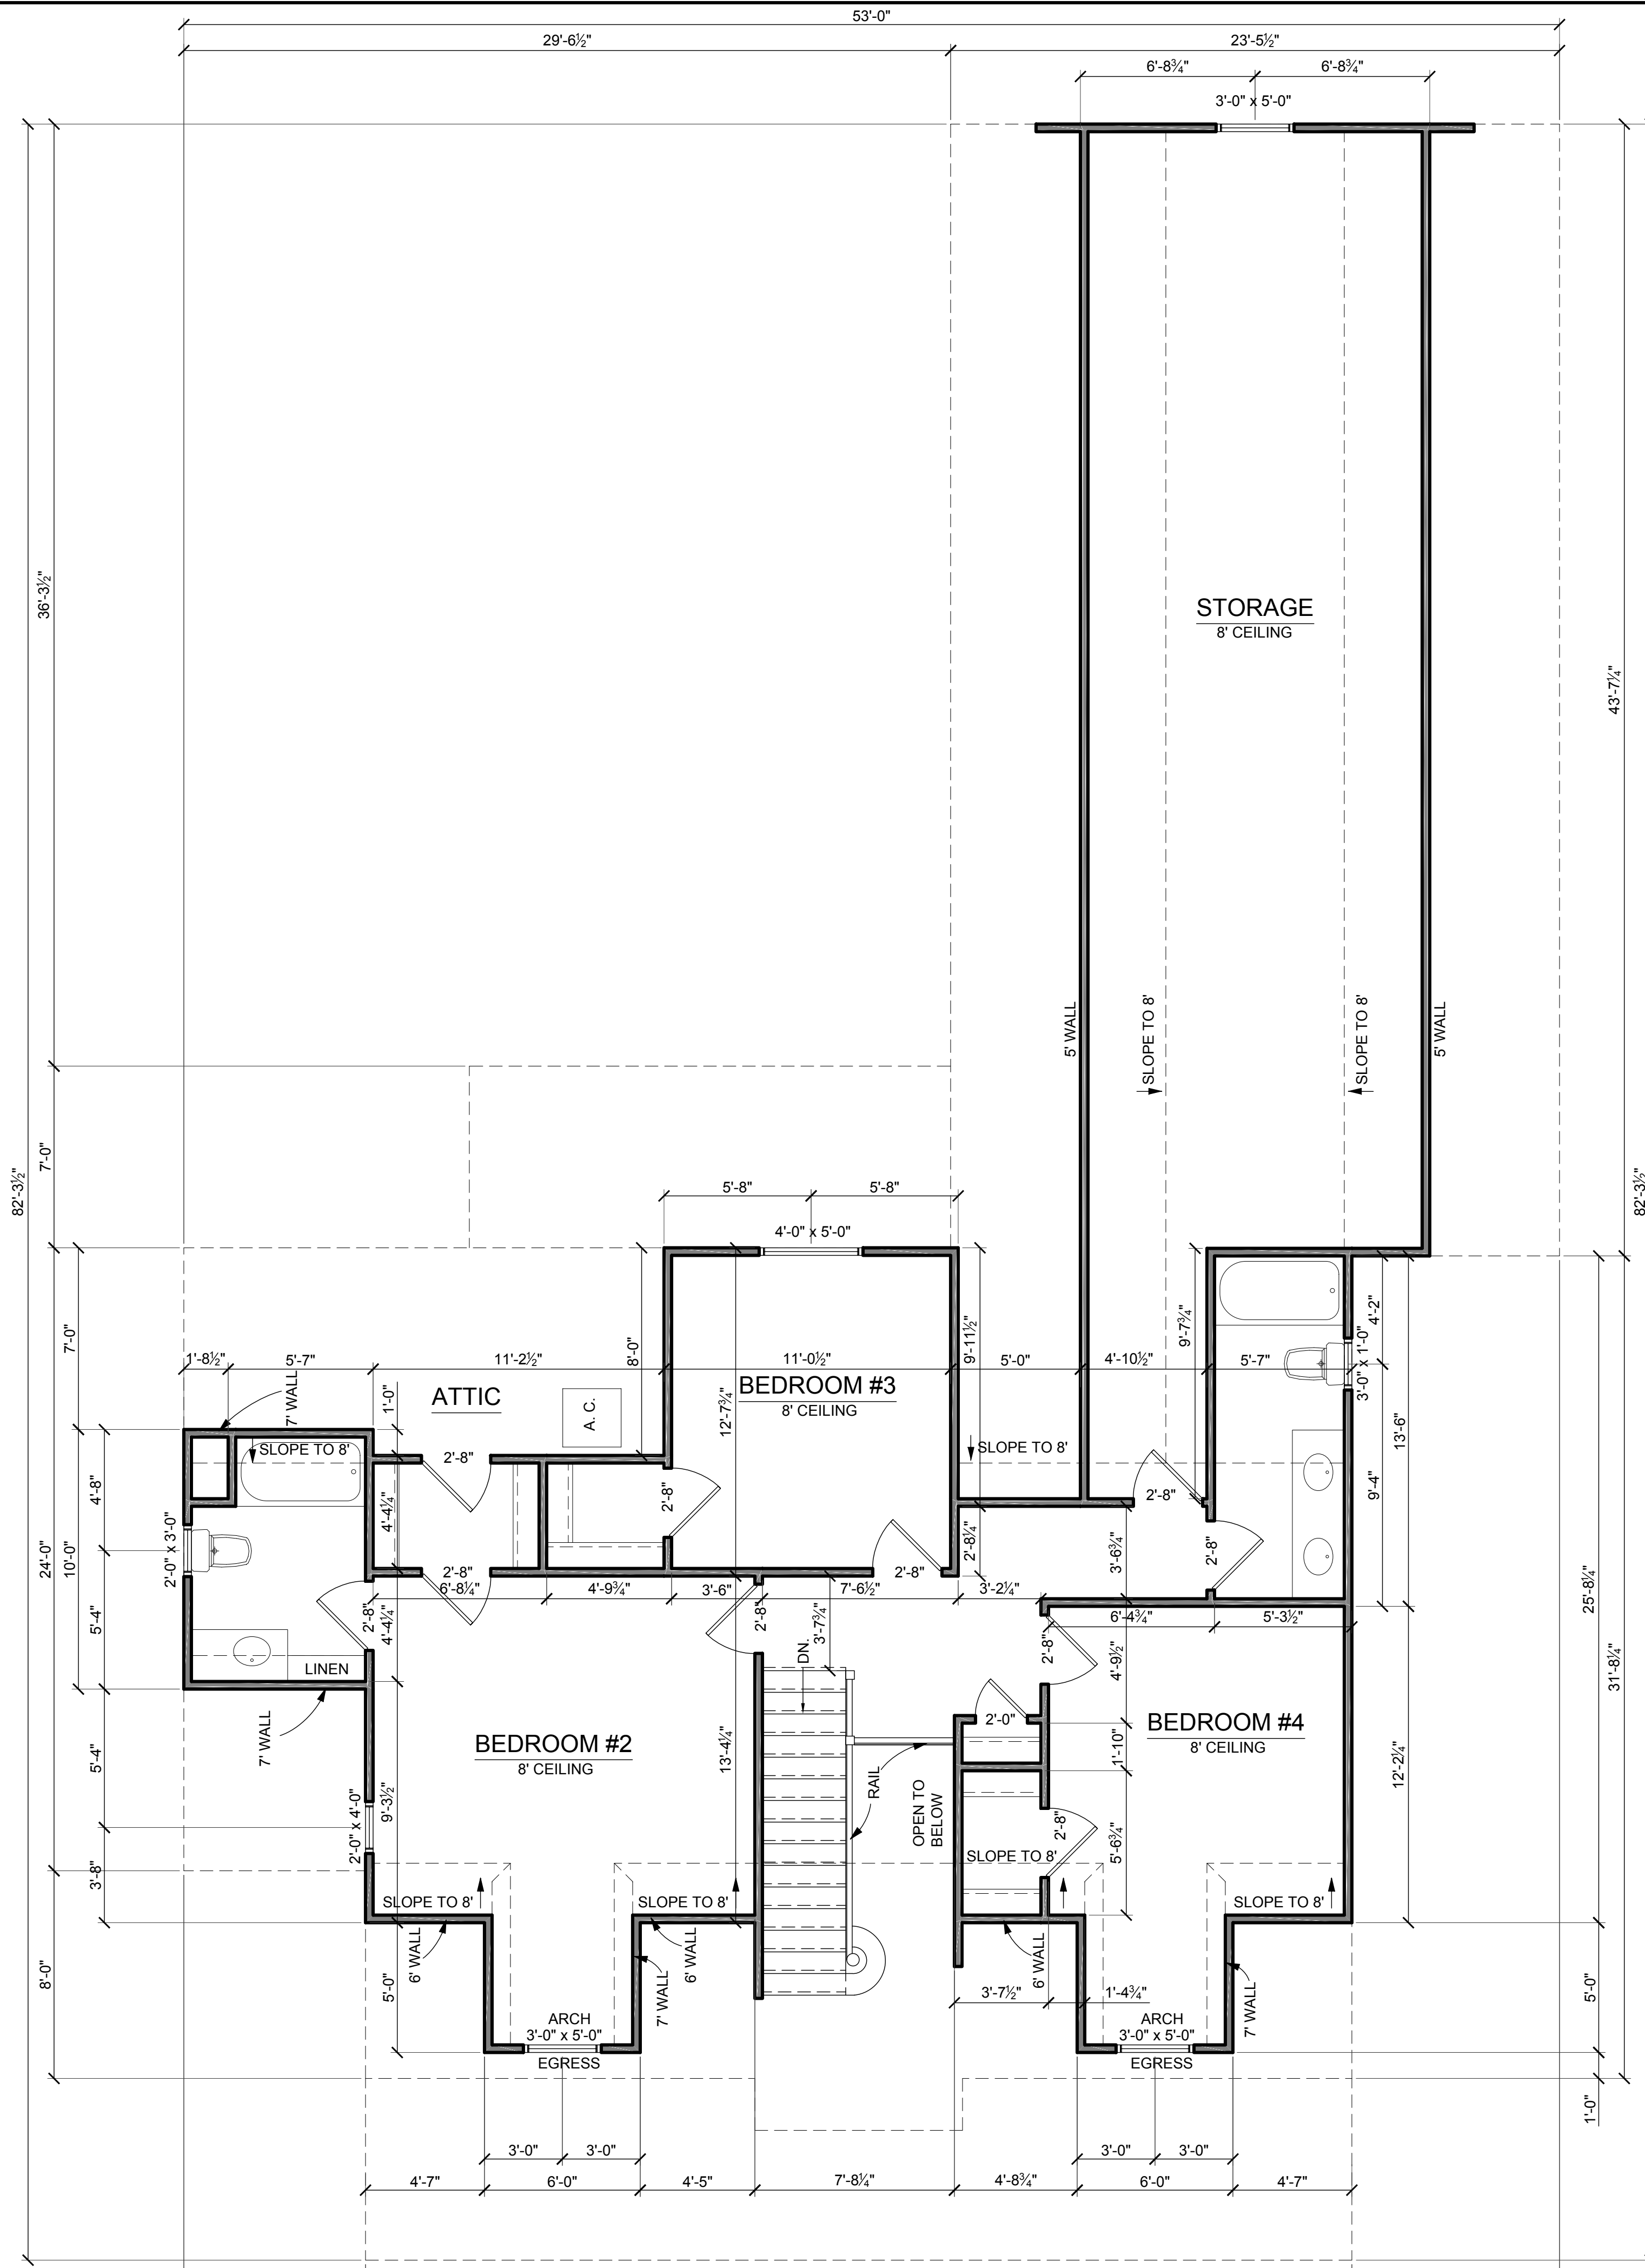 53'-0"
29'-6½"
23'-5½"
6'-8¾"
6'-8¾"
3'-0" x 5'-0"
36'-3½"
STORAGE
8' CEILING
43'-7¼"
5' WALL
SLOPE TO 8'
SLOPE TO 8'
5' WALL
7'-0"
82'-3½"
82'-3½"
5'-8"
5'-8"
4'-0" x 5'-0"
7'-0"
8'-0"
9'-11½"
9'-7¾"
4'-2"
3'-0" x 1'-0"
1'-8½"
5'-7"
11'-2½"
11'-0½"
5'-0"
4'-10½"
5'-7"
7' WALL
1'-0"
ATTIC
A. C.
12'-7¾"
BEDROOM #3
8' CEILING
13'-6"
SLOPE TO 8'
2'-8"
SLOPE TO 8'
4'-8"
4'-4¼"
2'-8"
2'-8"
9'-4"
2'-0" x 3'-0"
24'-0"
10'-0"
2'-8"
2'-8"
2'-8¼"
3'-6¾"
2'-8"
25'-8¼"
6'-8¼"
4'-9¾"
3'-6"
7'-6½"
3'-2¼"
5'-4"
2'-8"
4'-4¼"
2'-8"
3'-7¾"
6'-4¾"
5'-3½"
DN.
2'-8"
4'-9½"
31'-8¼"
LINEN
7' WALL
BEDROOM #2
8' CEILING
13'-4¼"
2'-0"
BEDROOM #4
8' CEILING
1'-10"
5'-4"
RAIL
OPEN TO
BELOW
12'-2¼"
2'-0" x 4'-0"
9'-3½"
2'-8"
5'-6¾"
SLOPE TO 8'
3'-8"
SLOPE TO 8'
SLOPE TO 8'
SLOPE TO 8'
6' WALL
6' WALL
6' WALL
8'-0"
5'-0"
7' WALL
3'-7½"
1'-4¾"
7' WALL
5'-0"
ARCH
3'-0" x 5'-0"
EGRESS
ARCH
3'-0" x 5'-0"
EGRESS
1'-0"
3'-0"
3'-0"
3'-0"
3'-0"
4'-7"
6'-0"
4'-5"
7'-8¼"
4'-8¾"
6'-0"
4'-7"